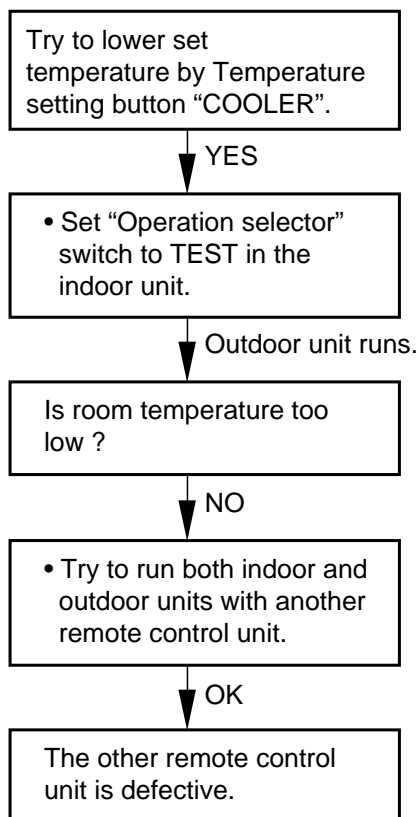 Try to lower set
temperature by Temperature
setting button “COOLER”.
YES
• Set “Operation selector”
switch to TEST in the
indoor unit.
Outdoor unit runs.
Is room temperature too
low ?
NO
• Try to run both indoor and
outdoor units with another
remote control unit.
OK
The other remote control
unit is defective.